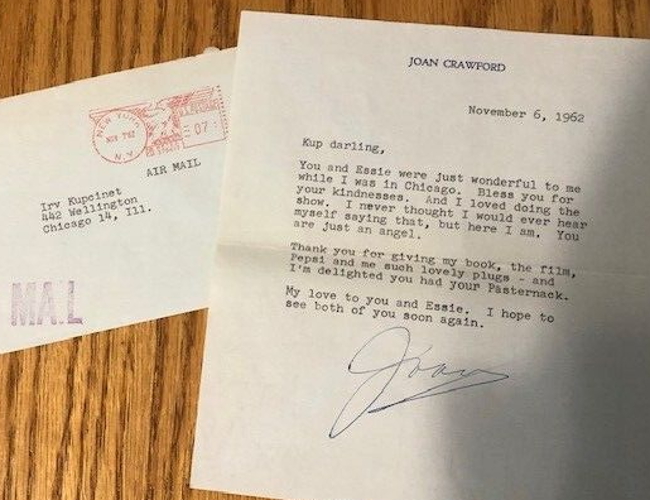 JOAN CRAWFORD
November 6, 1962
Kup darling,
You and Essie were just wonderful to me
while I was in Chicago. Bless you for
your kindnesses. And I loved doing the
show. I never thought I would ever hear
myself saying that, but here I am. You
are just an angel.
Thank you for giving my book, the film,
Pepsi and me such lovely plugs - and
I'm delighted you had your Pasternack.
My love to you and Essie. I hope to
see both of you soon again.
Joan
NEW YORK
NOV 7'62
N.Y.
07
AIR MAIL
Irv Kupcinet
442 Wellington
Chicago 14, Ill.
MAIL